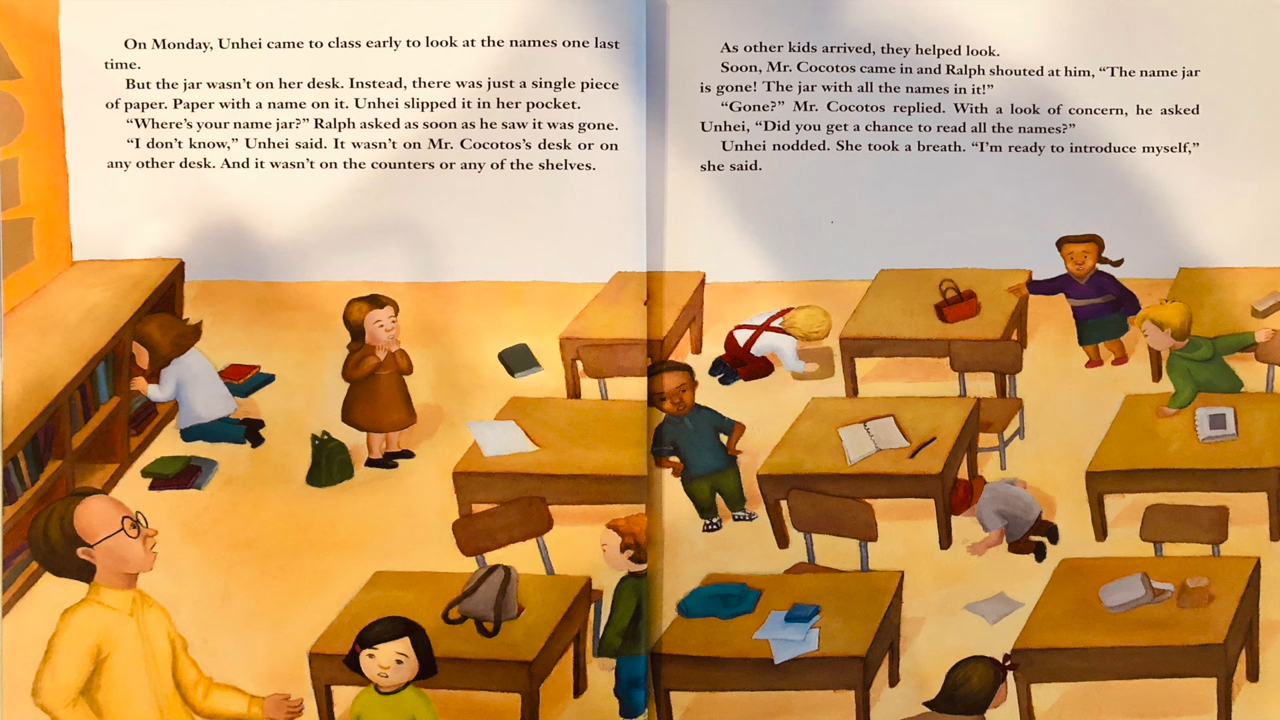 On Monday, Unhei came to class early to look at the names one last
time.
But the jar wasn't on her desk. Instead, there was just a single piece
of paper. Paper with a name on it. Unhei slipped it in her pocket.
"Where's your name jar?" Ralph asked as soon as he saw it was gone.
"I don't know," Unhei said. It wasn't on Mr. Cocotos's desk or on
any other desk. And it wasn't on the counters or any of the shelves.
As other kids arrived, they helped look.
Soon, Mr. Cocotos came in and Ralph shouted at him, "The name jar
is gone! The jar with all the names in it!"
"Gone?" Mr. Cocotos replied. With a look of concern, he asked
Unhei, "Did you get a chance to read all the names?"
Unhei nodded. She took a breath. "I'm ready to introduce myself,"
she said.